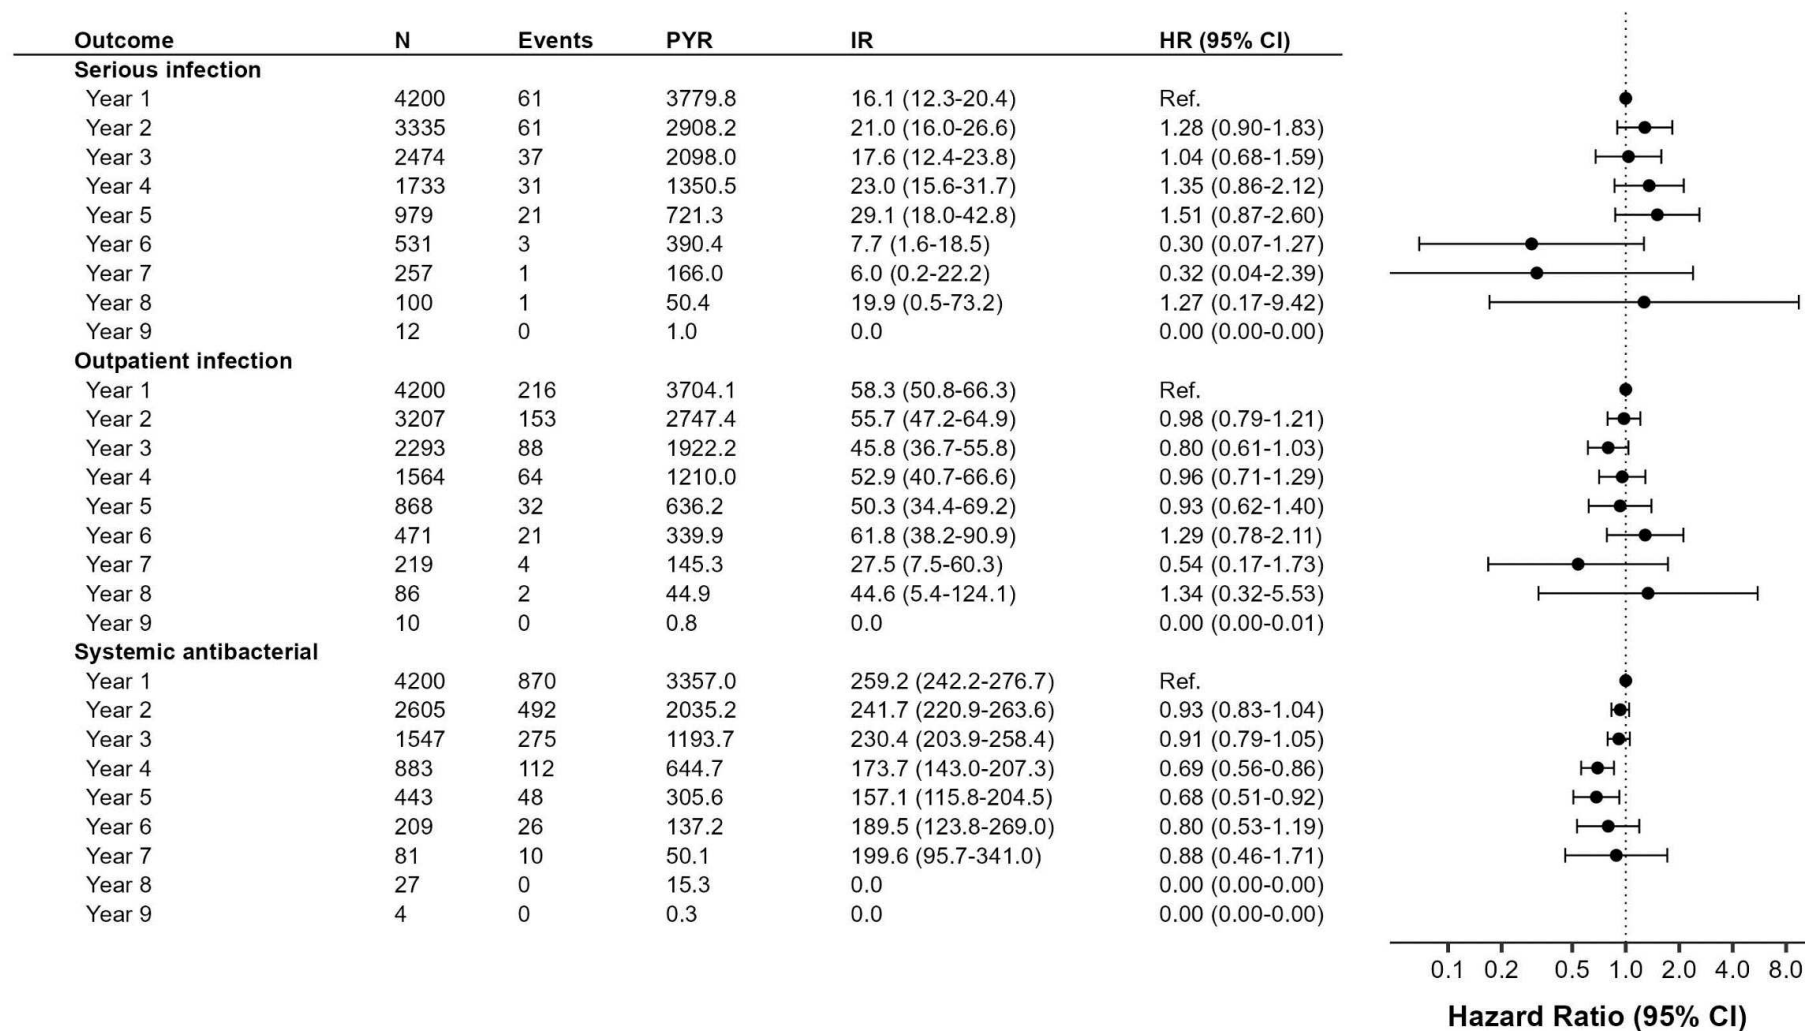 Outcome N Events PYR IR HR (95% CI)
Serious infection
Year 1 4200 61 3779.8 16.1 (12.3-20.4) Ref.
Year 2 3335 61 2908.2 21.0 (16.0-26.6) 1.28 (0.90-1.83)
Year 3 2474 37 2098.0 17.6 (12.4-23.8) 1.04 (0.68-1.59)
Year 4 1733 31 1350.5 23.0 (15.6-31.7) 1.35 (0.86-2.12)
Year 5 979 21 721.3 29.1 (18.0-42.8) 1.51 (0.87-2.60)
Year 6 531 3 390.4 7.7 (1.6-18.5) 0.30 (0.07-1.27)
Year 7 257 1 166.0 6.0 (0.2-22.2) 0.32 (0.04-2.39)
Year 8 100 1 50.4 19.9 (0.5-73.2) 1.27 (0.17-9.42)
Year 9 12 0 1.0 0.0 0.00 (0.00-0.00)
Outpatient infection
Year 1 4200 216 3704.1 58.3 (50.8-66.3) Ref.
Year 2 3207 153 2747.4 55.7 (47.2-64.9) 0.98 (0.79-1.21)
Year 3 2293 88 1922.2 45.8 (36.7-55.8) 0.80 (0.61-1.03)
Year 4 1564 64 1210.0 52.9 (40.7-66.6) 0.96 (0.71-1.29)
Year 5 868 32 636.2 50.3 (34.4-69.2) 0.93 (0.62-1.40)
Year 6 471 21 339.9 61.8 (38.2-90.9) 1.29 (0.78-2.11)
Year 7 219 4 145.3 27.5 (7.5-60.3) 0.54 (0.17-1.73)
Year 8 86 2 44.9 44.6 (5.4-124.1) 1.34 (0.32-5.53)
Year 9 10 0 0.8 0.0 0.00 (0.00-0.01)
Systemic antibacterial
Year 1 4200 870 3357.0 259.2 (242.2-276.7) Ref.
Year 2 2605 492 2035.2 241.7 (220.9-263.6) 0.93 (0.83-1.04)
Year 3 1547 275 1193.7 230.4 (203.9-258.4) 0.91 (0.79-1.05)
Year 4 883 112 644.7 173.7 (143.0-207.3) 0.69 (0.56-0.86)
Year 5 443 48 305.6 157.1 (115.8-204.5) 0.68 (0.51-0.92)
Year 6 209 26 137.2 189.5 (123.8-269.0) 0.80 (0.53-1.19)
Year 7 81 10 50.1 199.6 (95.7-341.0) 0.88 (0.46-1.71)
Year 8 27 0 15.3 0.0 0.00 (0.00-0.00)
Year 9 4 0 0.3 0.0 0.00 (0.00-0.00)
0.1 0.2 0.5 1.0 2.0 4.0 8.0
Hazard Ratio (95% CI)